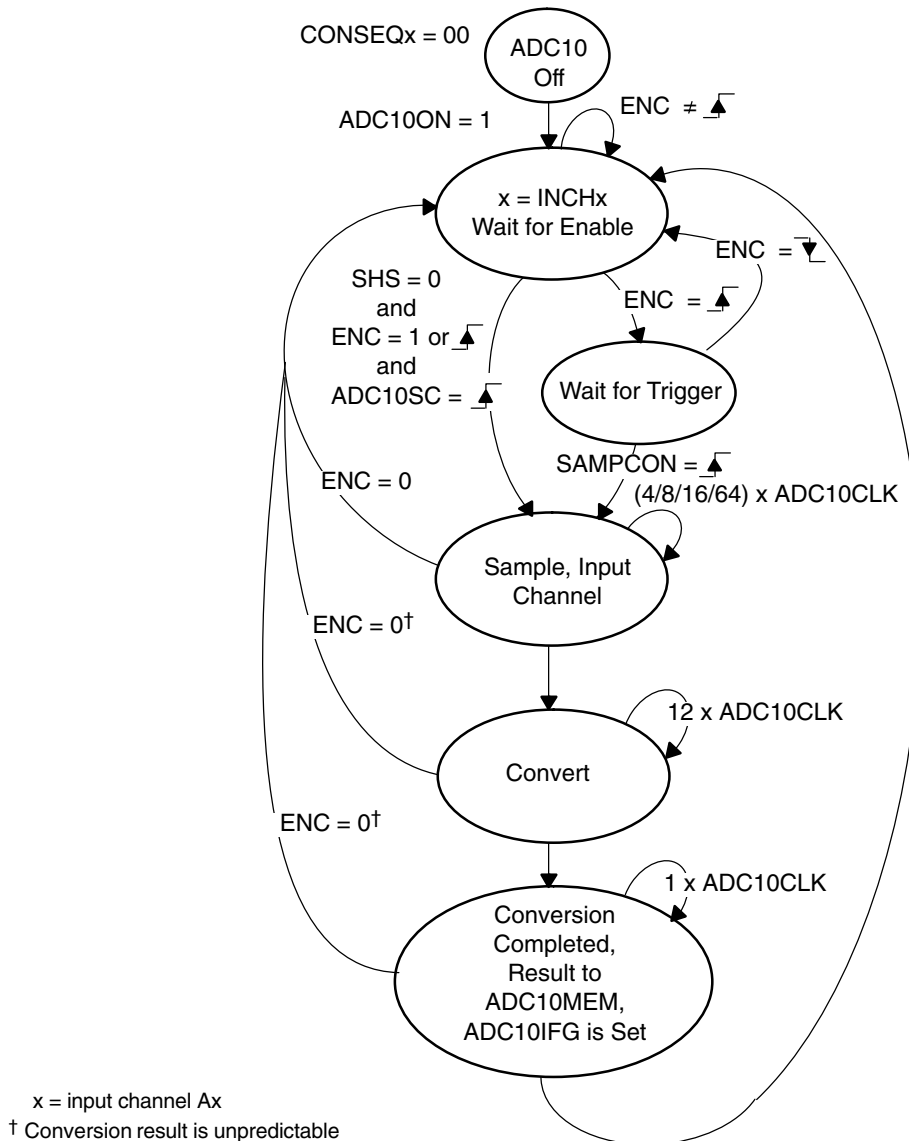 CONSEQx = 00
ADC10
Off
ADC10ON = 1
ENC ≠
x = INCHx
Wait for Enable
ENC =
SHS = 0
and
ENC = 1 or
and
ADC10SC =
ENC =
Wait for Trigger
SAMPCON =
(4/8/16/64) x ADC10CLK
ENC = 0
Sample, Input
Channel
ENC = 0†
12 x ADC10CLK
Convert
ENC = 0†
1 x ADC10CLK
Conversion
Completed,
Result to
ADC10MEM,
ADC10IFG is Set
x = input channel Ax
† Conversion result is unpredictable